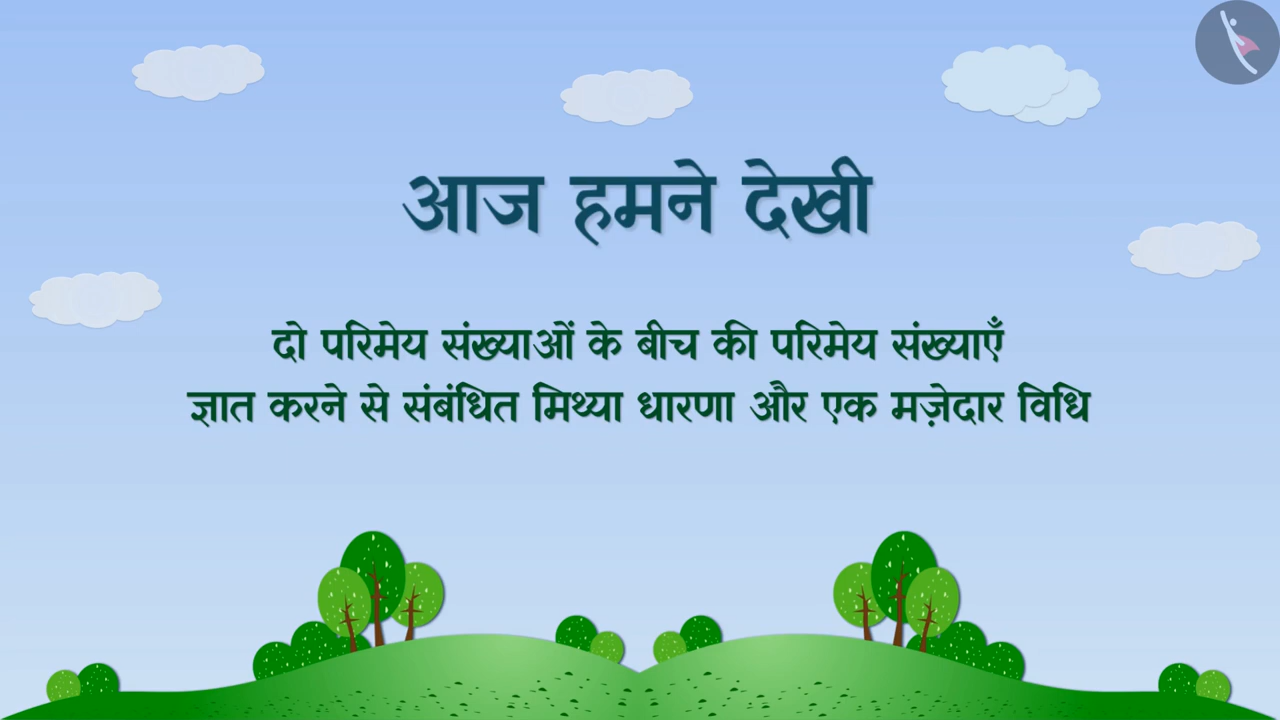 आज हमने देखी
दो परिमेय संख्याओं के बीच की परिमेय संख्याएँ
ज्ञात करने से संबंधित मिथ्या धारणा और एक मज़ेदार विधि